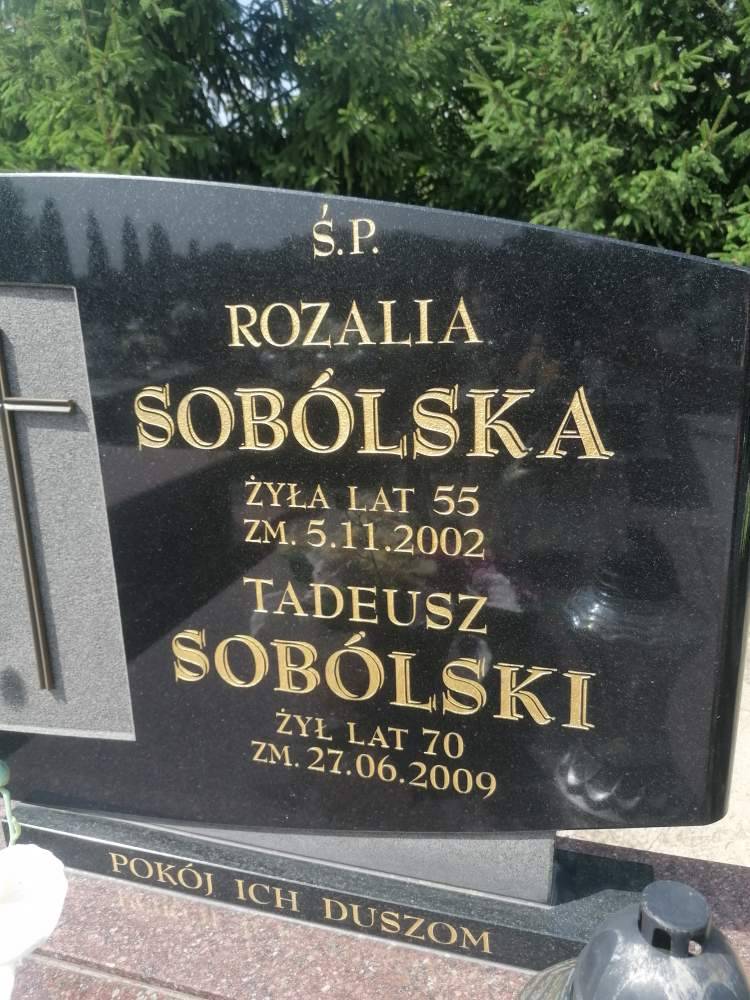 Ś.P.
ROZALIA
SOBÓLSKA
ŻYŁA LAT 55
ZM. 5.11.2002
TADEUSZ
SOBÓLSKI
ŻYŁ LAT 70
ZM. 27.06.2009
POKÓJ ICH DUSZOM